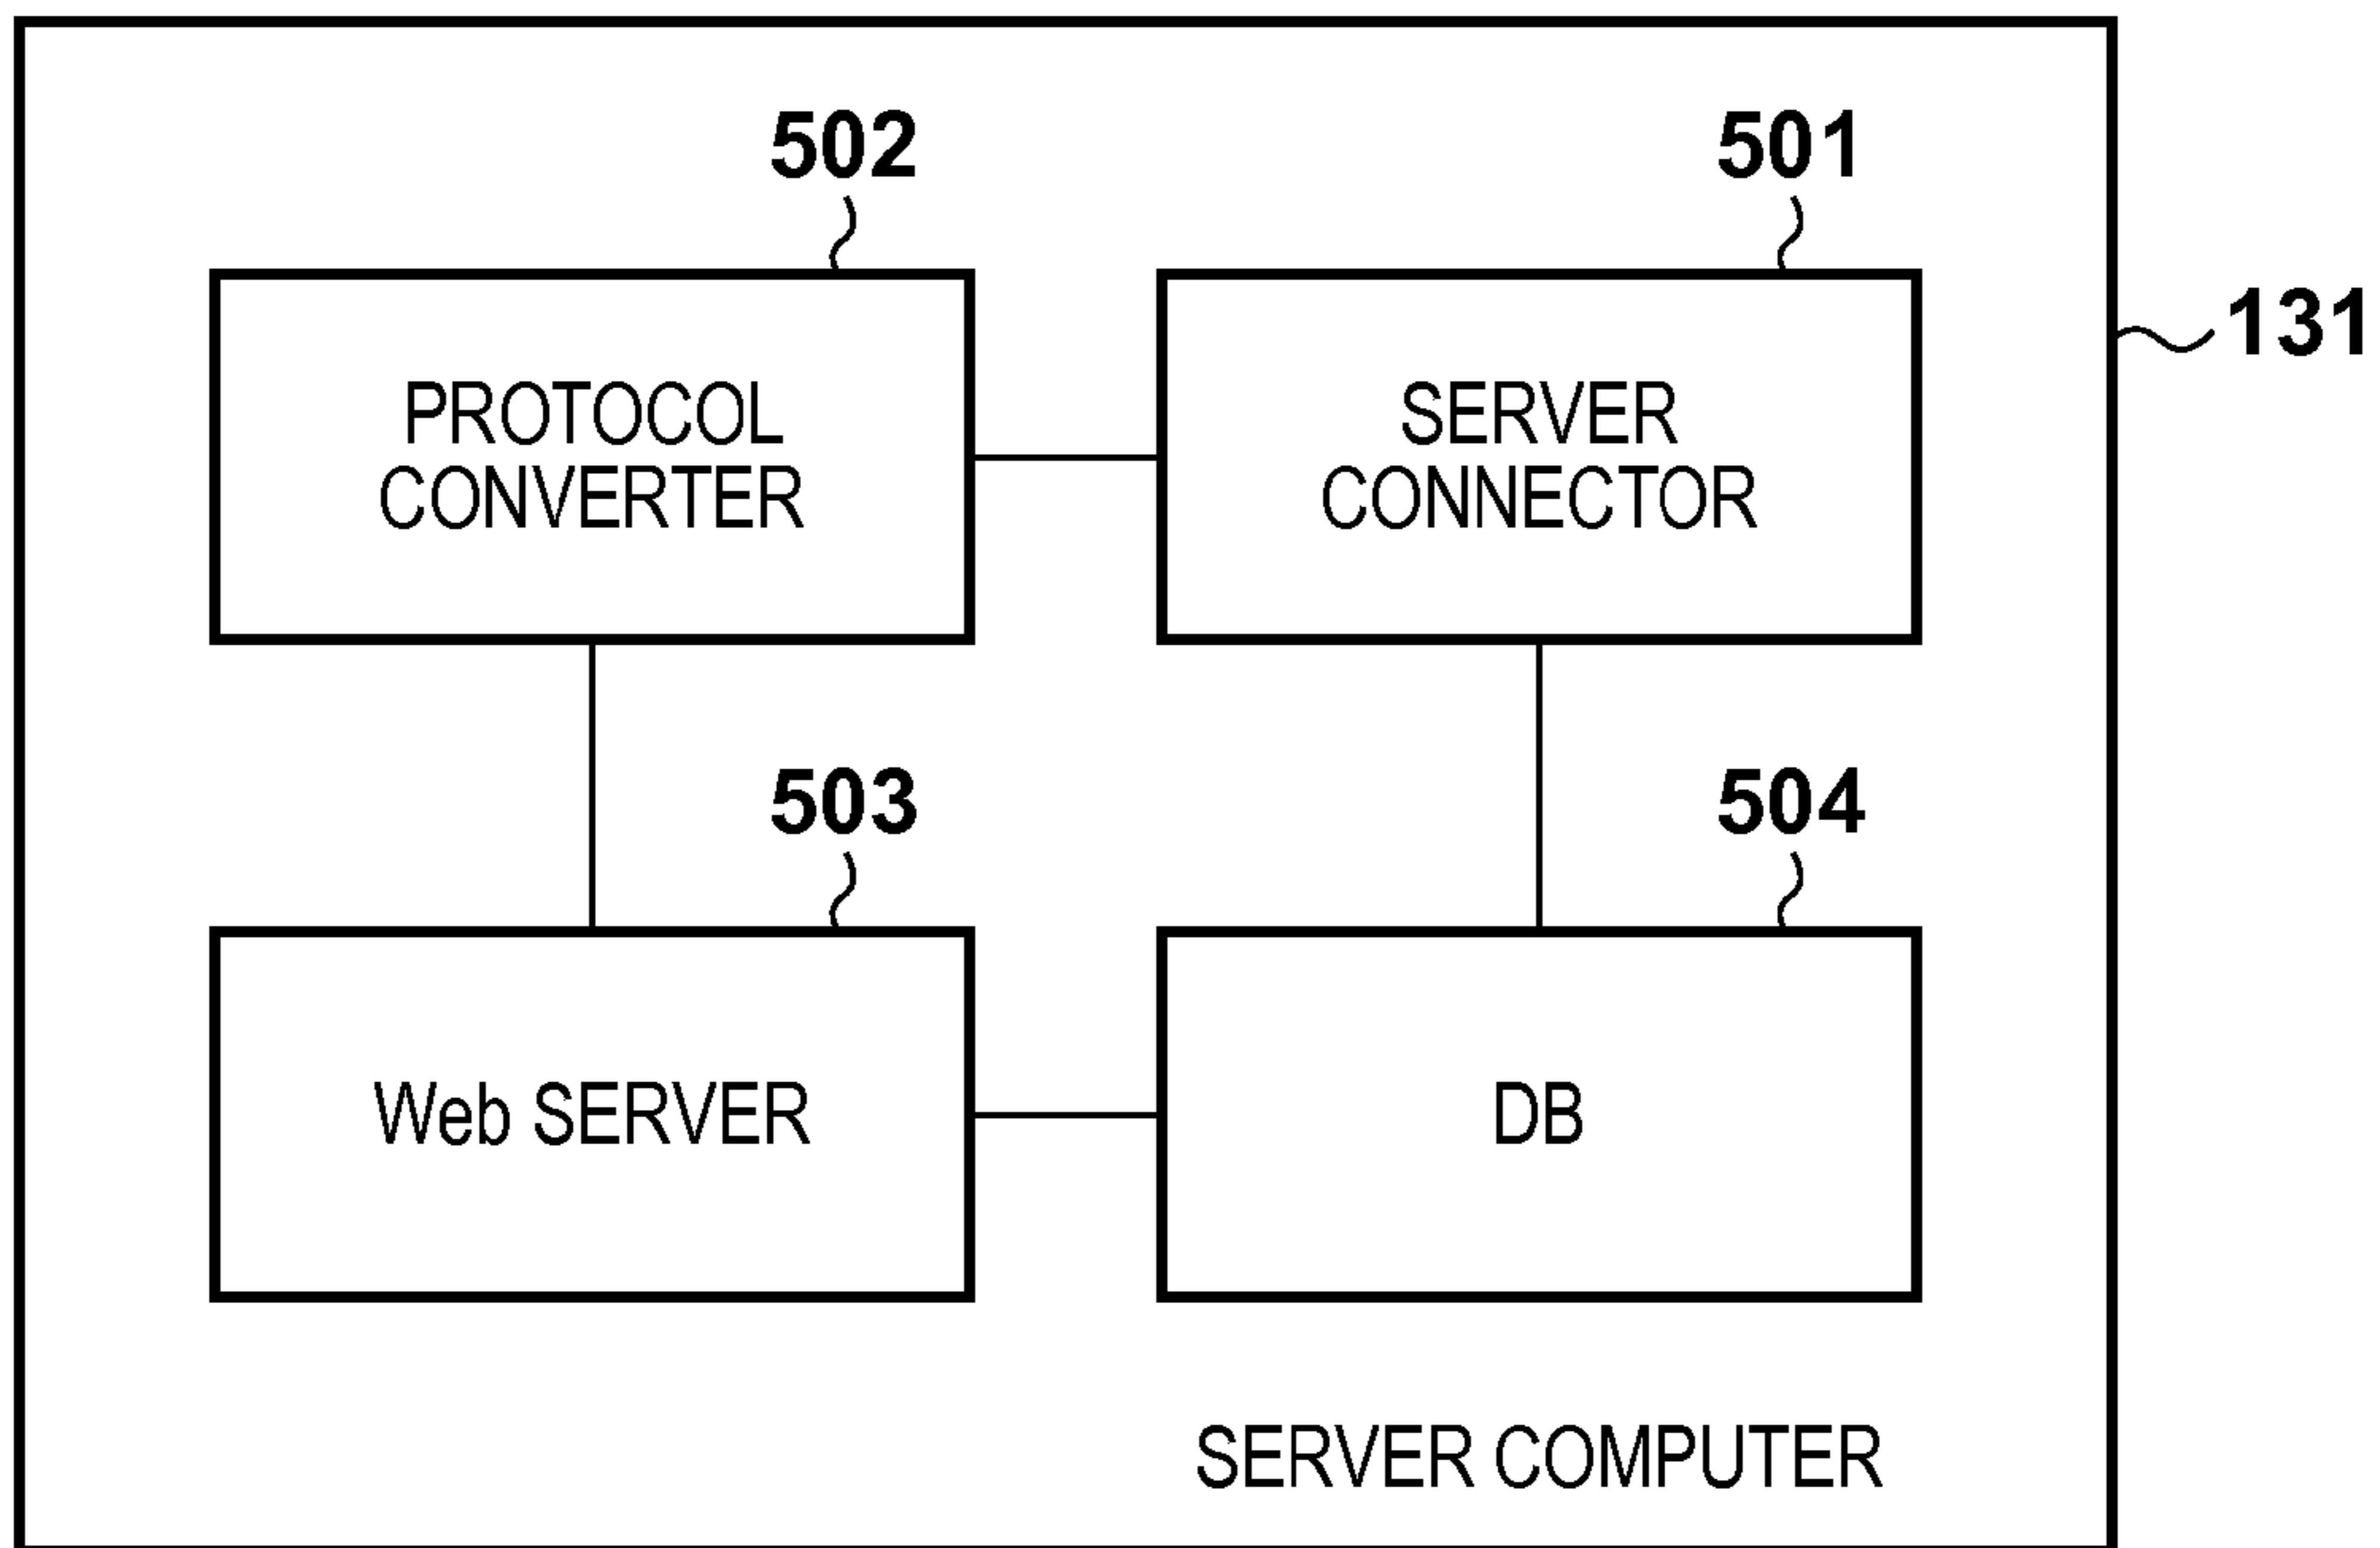 502
501
131
PROTOCOL
CONVERTER
SERVER
CONNECTOR
503
504
Web SERVER
DB
SERVER COMPUTER